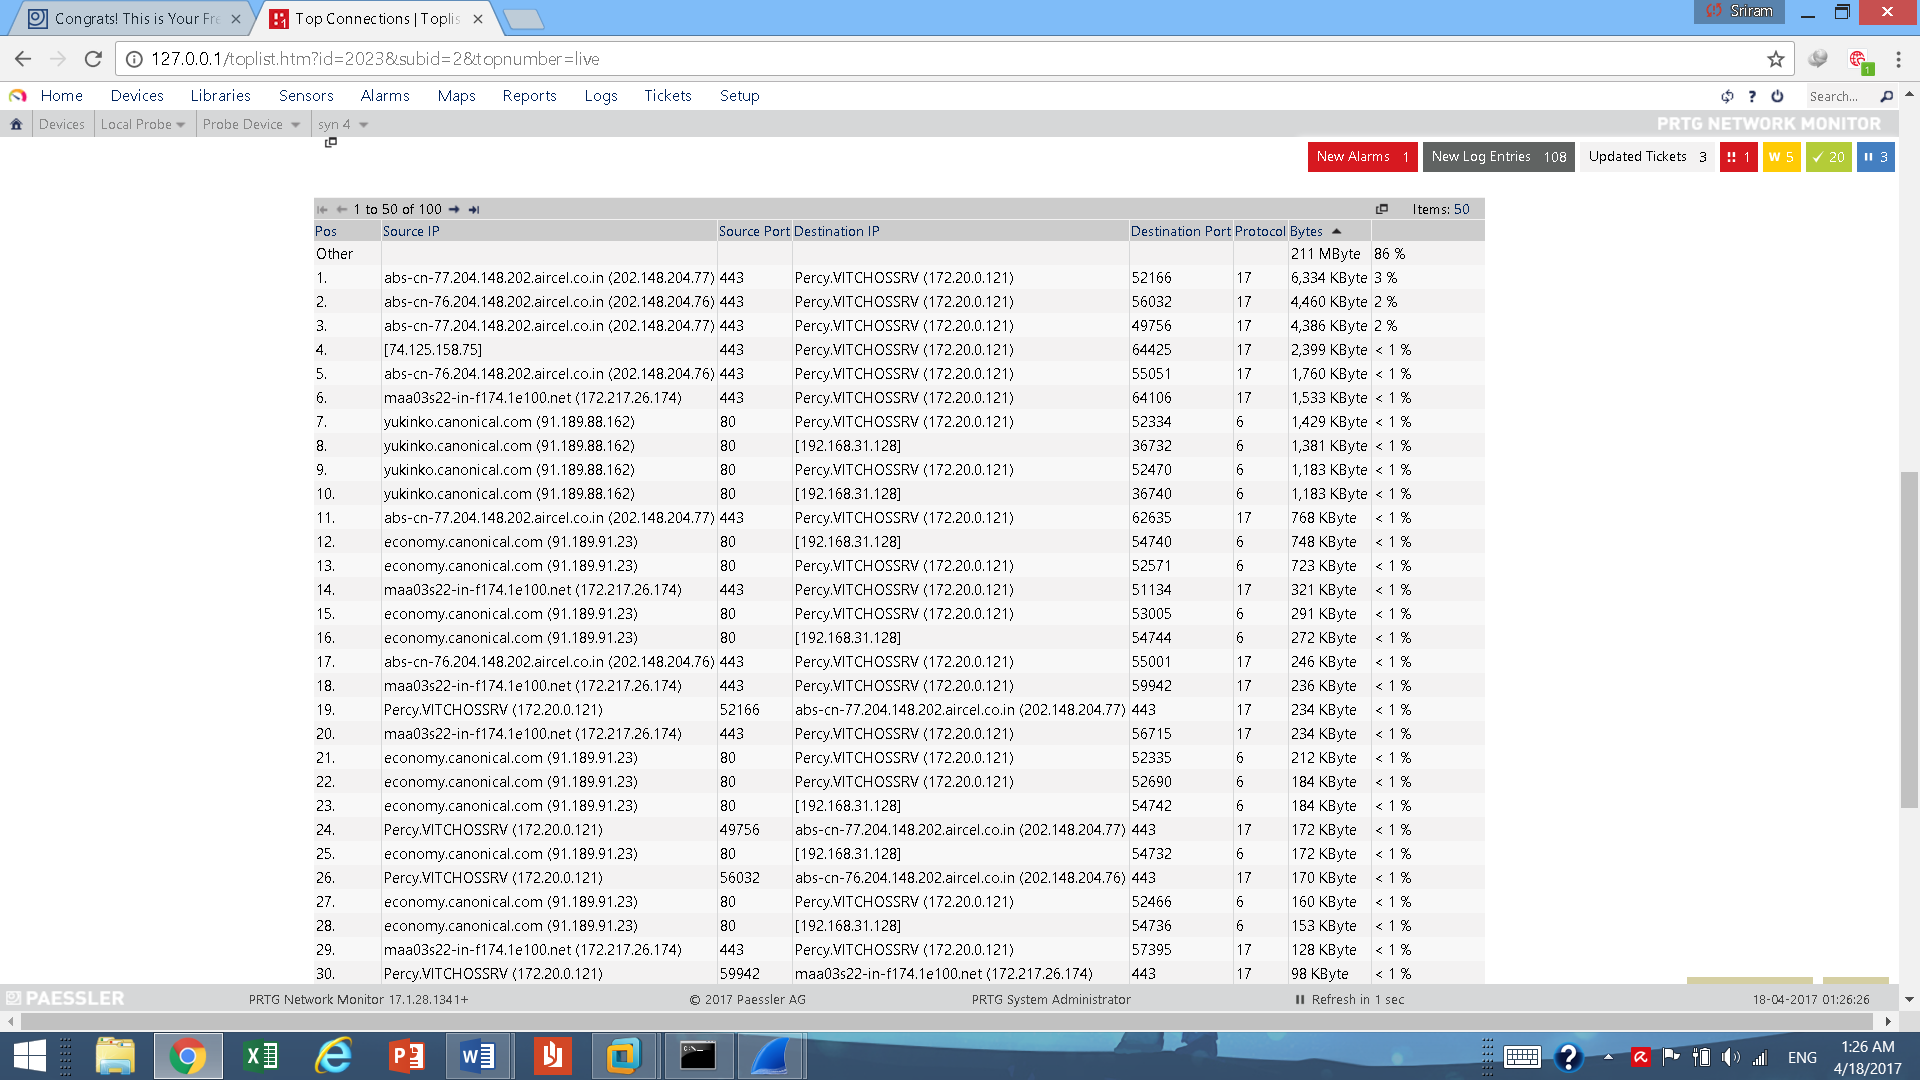 Congrats! This is Your Fre
Top Connections | Toplis
Sriram
127.0.0.1/toplist.htm?id=2023&subid=2&topnumber=live
1
Home Devices Libraries Sensors Alarms Maps Reports Logs Tickets Setup
? Search...
Devices Local Probe Probe Device syn 4
PRTG NETWORK MONITOR
New Alarms 1 New Log Entries 108 Updated Tickets 3 !! 1 W 5 20 3
1 to 50 of 100 Items: 50
Pos Source IP Source Port Destination IP Destination Port Protocol Bytes
Other 211 MByte 86 %
1. abs-cn-77.204.148.202.aircel.co.in (202.148.204.77) 443 Percy.VITCHOSSRV (172.20.0.121) 52166 17 6,334 KByte 3 %
2. abs-cn-76.204.148.202.aircel.co.in (202.148.204.76) 443 Percy.VITCHOSSRV (172.20.0.121) 56032 17 4,460 KByte 2 %
3. abs-cn-77.204.148.202.aircel.co.in (202.148.204.77) 443 Percy.VITCHOSSRV (172.20.0.121) 49756 17 4,386 KByte 2 %
4. [74.125.158.75] 443 Percy.VITCHOSSRV (172.20.0.121) 64425 17 2,399 KByte < 1 %
5. abs-cn-76.204.148.202.aircel.co.in (202.148.204.76) 443 Percy.VITCHOSSRV (172.20.0.121) 55051 17 1,760 KByte < 1 %
6. maa03s22-in-f174.1e100.net (172.217.26.174) 443 Percy.VITCHOSSRV (172.20.0.121) 64106 17 1,533 KByte < 1 %
7. yukinko.canonical.com (91.189.88.162) 80 Percy.VITCHOSSRV (172.20.0.121) 52334 6 1,429 KByte < 1 %
8. yukinko.canonical.com (91.189.88.162) 80 [192.168.31.128] 36732 6 1,381 KByte < 1 %
9. yukinko.canonical.com (91.189.88.162) 80 Percy.VITCHOSSRV (172.20.0.121) 52470 6 1,183 KByte < 1 %
10. yukinko.canonical.com (91.189.88.162) 80 [192.168.31.128] 36740 6 1,183 KByte < 1 %
11. abs-cn-77.204.148.202.aircel.co.in (202.148.204.77) 443 Percy.VITCHOSSRV (172.20.0.121) 62635 17 768 KByte < 1 %
12. economy.canonical.com (91.189.91.23) 80 [192.168.31.128] 54740 6 748 KByte < 1 %
13. economy.canonical.com (91.189.91.23) 80 Percy.VITCHOSSRV (172.20.0.121) 52571 6 723 KByte < 1 %
14. maa03s22-in-f174.1e100.net (172.217.26.174) 443 Percy.VITCHOSSRV (172.20.0.121) 51134 17 321 KByte < 1 %
15. economy.canonical.com (91.189.91.23) 80 Percy.VITCHOSSRV (172.20.0.121) 53005 6 291 KByte < 1 %
16. economy.canonical.com (91.189.91.23) 80 [192.168.31.128] 54744 6 272 KByte < 1 %
17. abs-cn-76.204.148.202.aircel.co.in (202.148.204.76) 443 Percy.VITCHOSSRV (172.20.0.121) 55001 17 246 KByte < 1 %
18. maa03s22-in-f174.1e100.net (172.217.26.174) 443 Percy.VITCHOSSRV (172.20.0.121) 59942 17 236 KByte < 1 %
19. Percy.VITCHOSSRV (172.20.0.121) 52166 abs-cn-77.204.148.202.aircel.co.in (202.148.204.77) 443 17 234 KByte < 1 %
20. maa03s22-in-f174.1e100.net (172.217.26.174) 443 Percy.VITCHOSSRV (172.20.0.121) 56715 17 234 KByte < 1 %
21. economy.canonical.com (91.189.91.23) 80 Percy.VITCHOSSRV (172.20.0.121) 52335 6 212 KByte < 1 %
22. economy.canonical.com (91.189.91.23) 80 Percy.VITCHOSSRV (172.20.0.121) 52690 6 184 KByte < 1 %
23. economy.canonical.com (91.189.91.23) 80 [192.168.31.128] 54742 6 184 KByte < 1 %
24. Percy.VITCHOSSRV (172.20.0.121) 49756 abs-cn-77.204.148.202.aircel.co.in (202.148.204.77) 443 17 172 KByte < 1 %
25. economy.canonical.com (91.189.91.23) 80 [192.168.31.128] 54732 6 172 KByte < 1 %
26. Percy.VITCHOSSRV (172.20.0.121) 56032 abs-cn-76.204.148.202.aircel.co.in (202.148.204.76) 443 17 170 KByte < 1 %
27. economy.canonical.com (91.189.91.23) 80 Percy.VITCHOSSRV (172.20.0.121) 52466 6 160 KByte < 1 %
28. economy.canonical.com (91.189.91.23) 80 [192.168.31.128] 54736 6 153 KByte < 1 %
29. maa03s22-in-f174.1e100.net (172.217.26.174) 443 Percy.VITCHOSSRV (172.20.0.121) 57395 17 128 KByte < 1 %
30. Percy.VITCHOSSRV (172.20.0.121) 59942 maa03s22-in-f174.1e100.net (172.217.26.174) 443 17 98 KByte < 1 %
PAESSLER PRTG Network Monitor 17.1.28.1341+ © 2017 Paessler AG PRTG System Administrator Refresh in 1 sec 18-04-2017 01:26:26
ENG 1:26 AM
4/18/2017